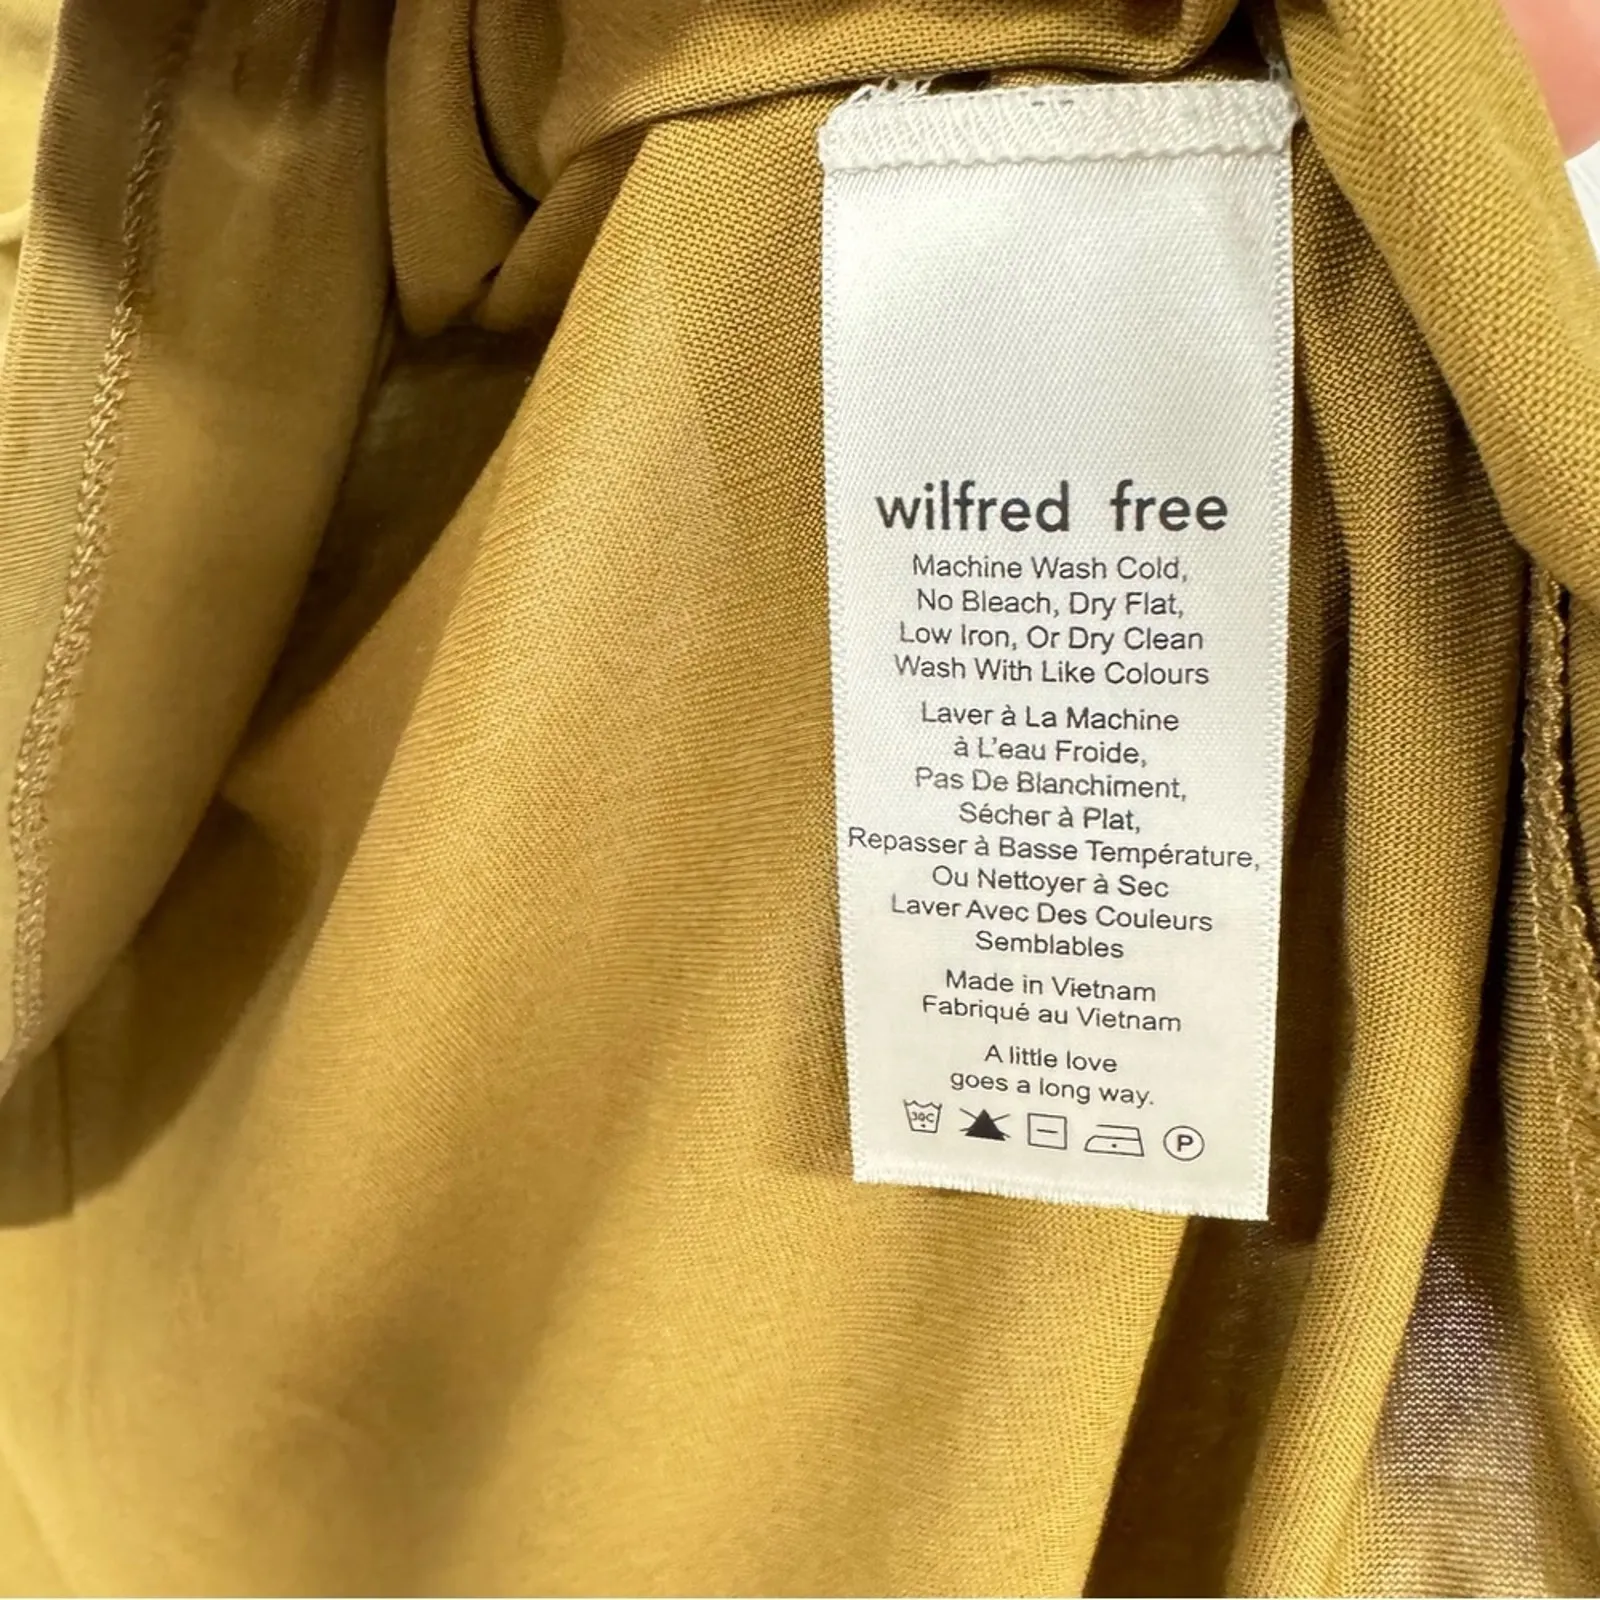 wilfred free
Machine Wash Cold,
No Bleach, Dry Flat,
Low Iron, Or Dry Clean
Wash With Like Colours
Laver à La Machine
à L'eau Froide,
Pas De Blanchiment,
Sécher à Plat,
Repasser à Basse Température,
Ou Nettoyer à Sec
Laver Avec Des Couleurs
Semblables
Made in Vietnam
Fabriqué au Vietnam
A little love
goes a long way.
30C P